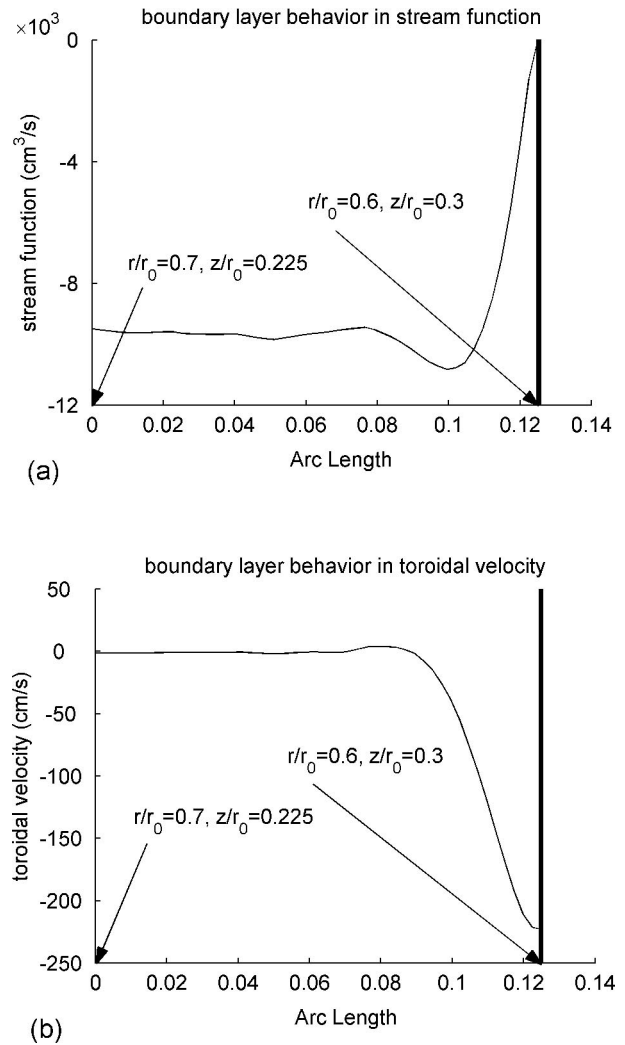 boundary layer behavior in stream function
×10³
0
-4
-8
-12
stream function (cm³/s)
r/r₀=0.6, z/r₀=0.3
r/r₀=0.7, z/r₀=0.225
0 0.02 0.04 0.06 0.08 0.1 0.12 0.14
Arc Length
(a)
boundary layer behavior in toroidal velocity
50
0
-50
-100
-150
-200
-250
toroidal velocity (cm/s)
r/r₀=0.6, z/r₀=0.3
r/r₀=0.7, z/r₀=0.225
0 0.02 0.04 0.06 0.08 0.1 0.12 0.14
Arc Length
(b)